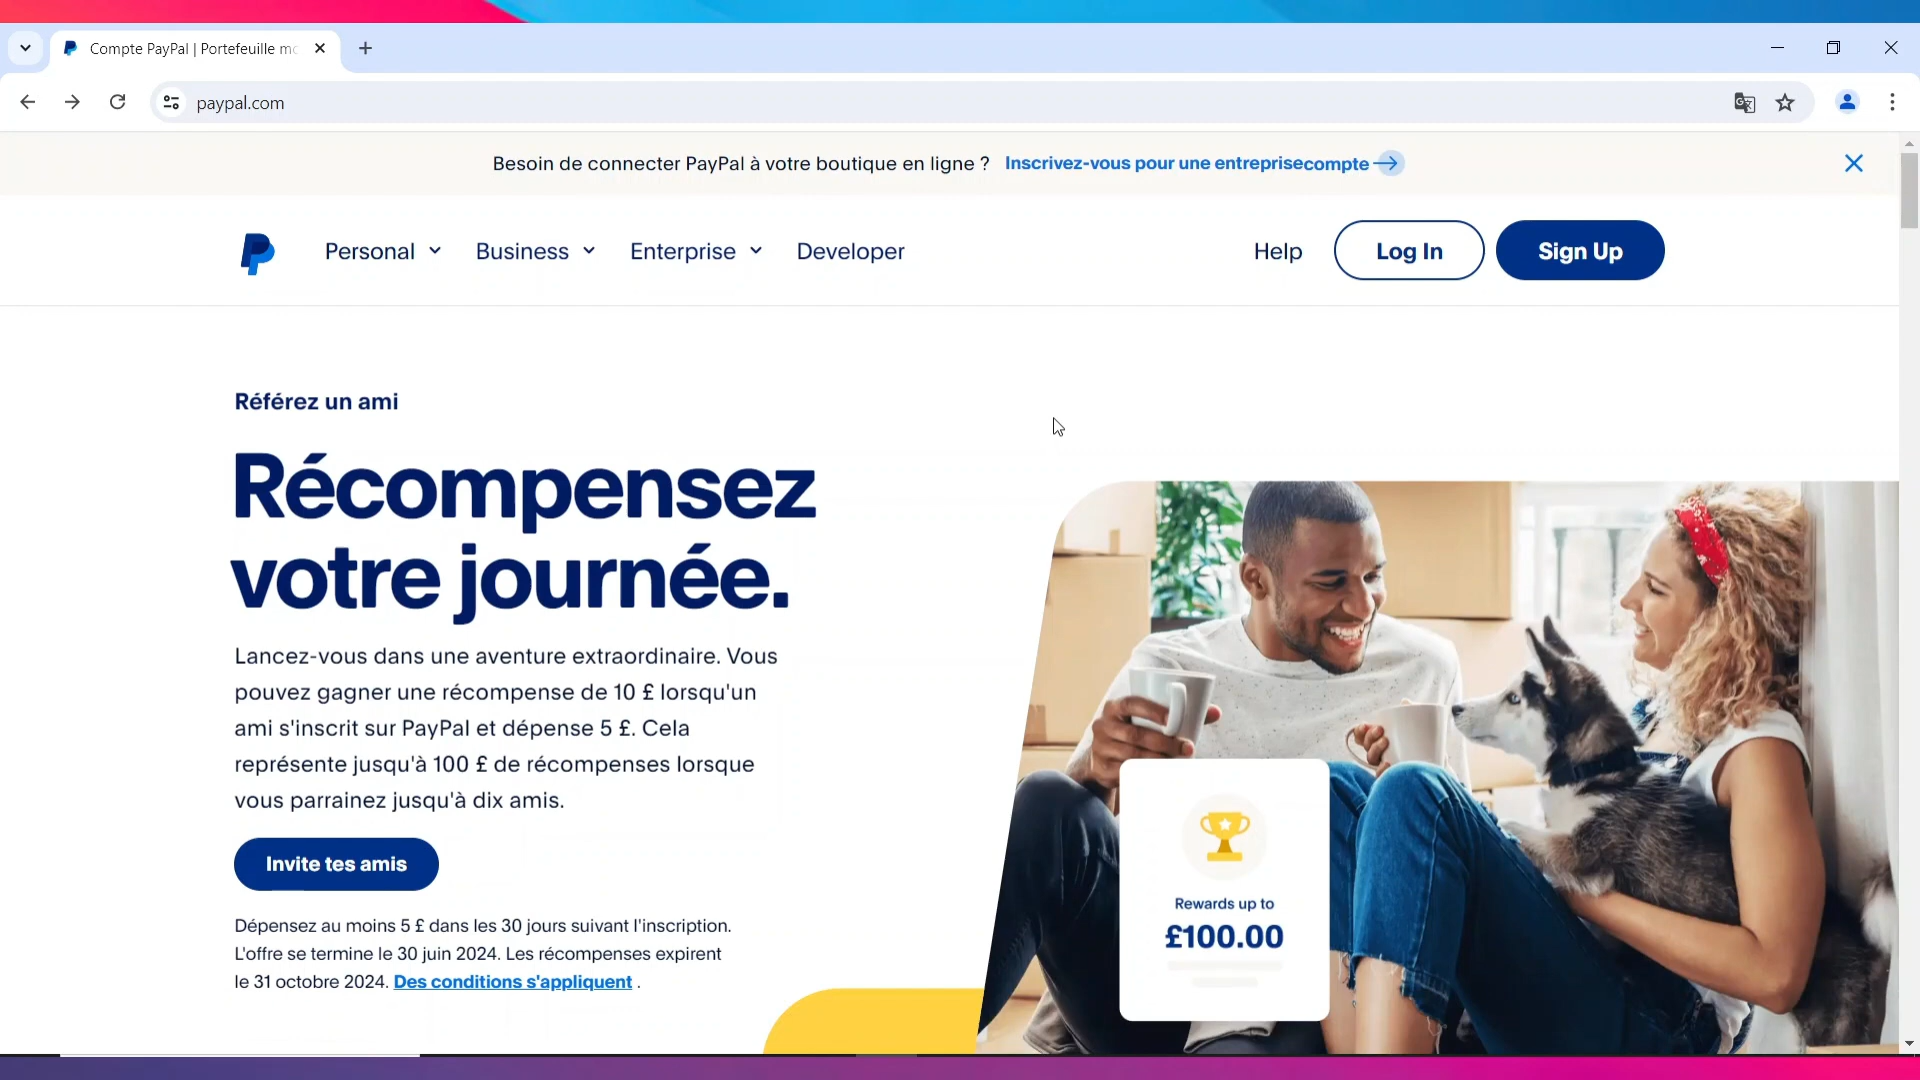 Compte PayPal | Portefeuille mo
paypal.com
Besoin de connecter PayPal à votre boutique en ligne ? Inscrivez-vous pour une entreprisecompte
Personal Business Enterprise Developer Help Log In Sign Up
Référez un ami
Récompensez
votre journée.
Lancez-vous dans une aventure extraordinaire. Vous
pouvez gagner une récompense de 10 £ lorsqu'un
ami s'inscrit sur PayPal et dépense 5 £. Cela
représente jusqu'à 100 £ de récompenses lorsque
vous parrainez jusqu'à dix amis.
Invite tes amis
Dépensez au moins 5 £ dans les 30 jours suivant l'inscription.
L'offre se termine le 30 juin 2024. Les récompenses expirent
le 31 octobre 2024. Des conditions s'appliquent .
Rewards up to
£100.00